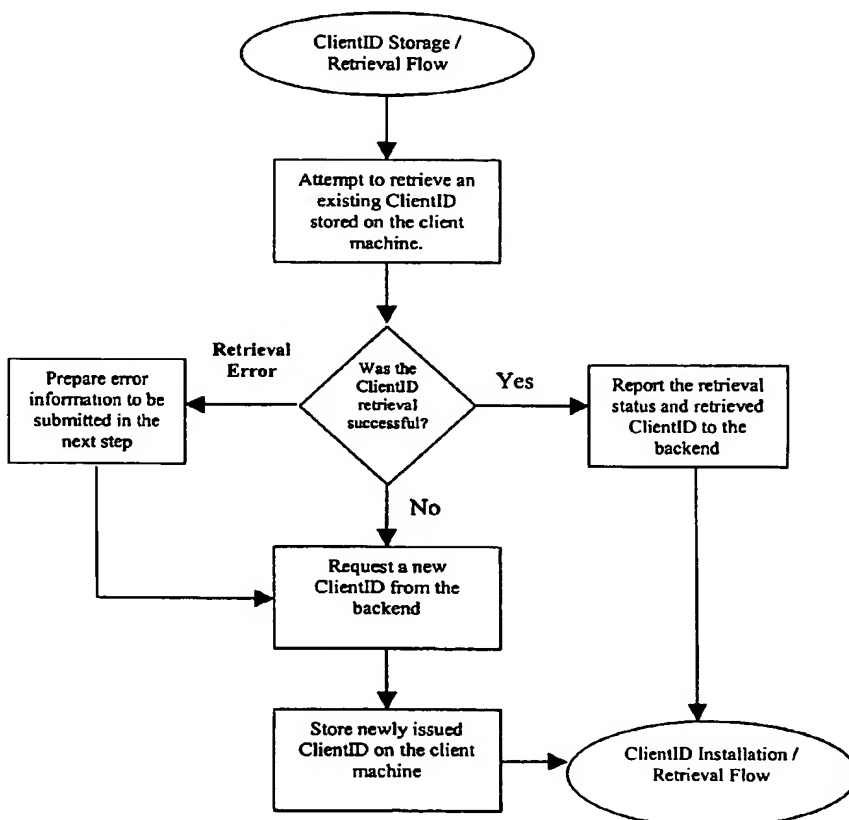 ClientID Storage /
Retrieval Flow
Attempt to retrieve an
existing ClientID
stored on the client
machine.
Retrieval
Error
Was the
ClientID
retrieval
successful?
Yes
Prepare error
information to be
submitted in the
next step
Report the retrieval
status and retrieved
ClientID to the
backend
No
Request a new
ClientID from the
backend
Store newly issued
ClientID on the client
machine
ClientID Installation /
Retrieval Flow